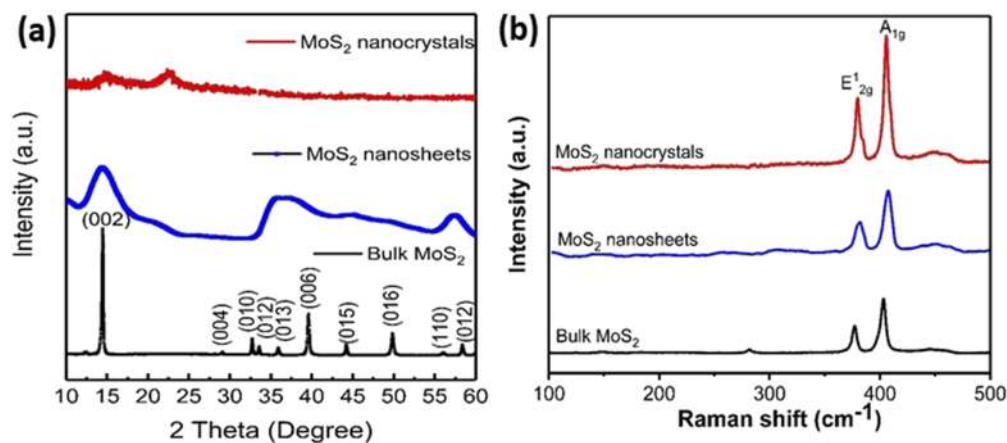 (a)
MoS2 nanocrystals
MoS2 nanosheets
(002)
Bulk MoS2
(004)
(010)
(012)
(013)
(006)
(015)
(016)
(110)
(012)
Intensity (a.u.)
10 15 20 25 30 35 40 45 50 55 60
2 Theta (Degree)
(b)
A1g
E12g
MoS2 nanocrystals
MoS2 nanosheets
Bulk MoS2
Intensity (a.u.)
100 200 300 400 500
Raman shift (cm-1)